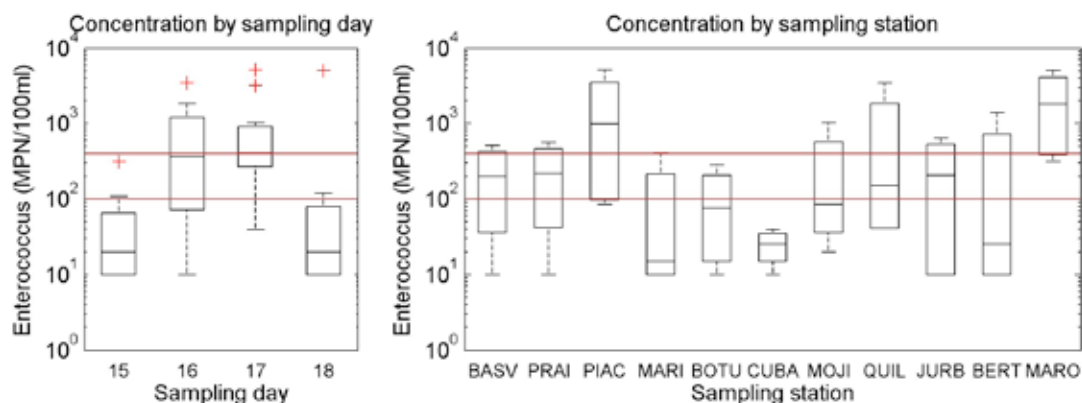 Concentration by sampling day
Enterococcus (MPN/100ml)
10^4
10^3
10^2
10^1
10^0
15 16 17 18
Sampling day
Concentration by sampling station
Enterococcus (MPN/100ml)
10^4
10^3
10^2
10^1
10^0
BASV PRAI PIAC MARI BOTU CUBA MOJI QUIL JURB BERT MARO
Sampling station